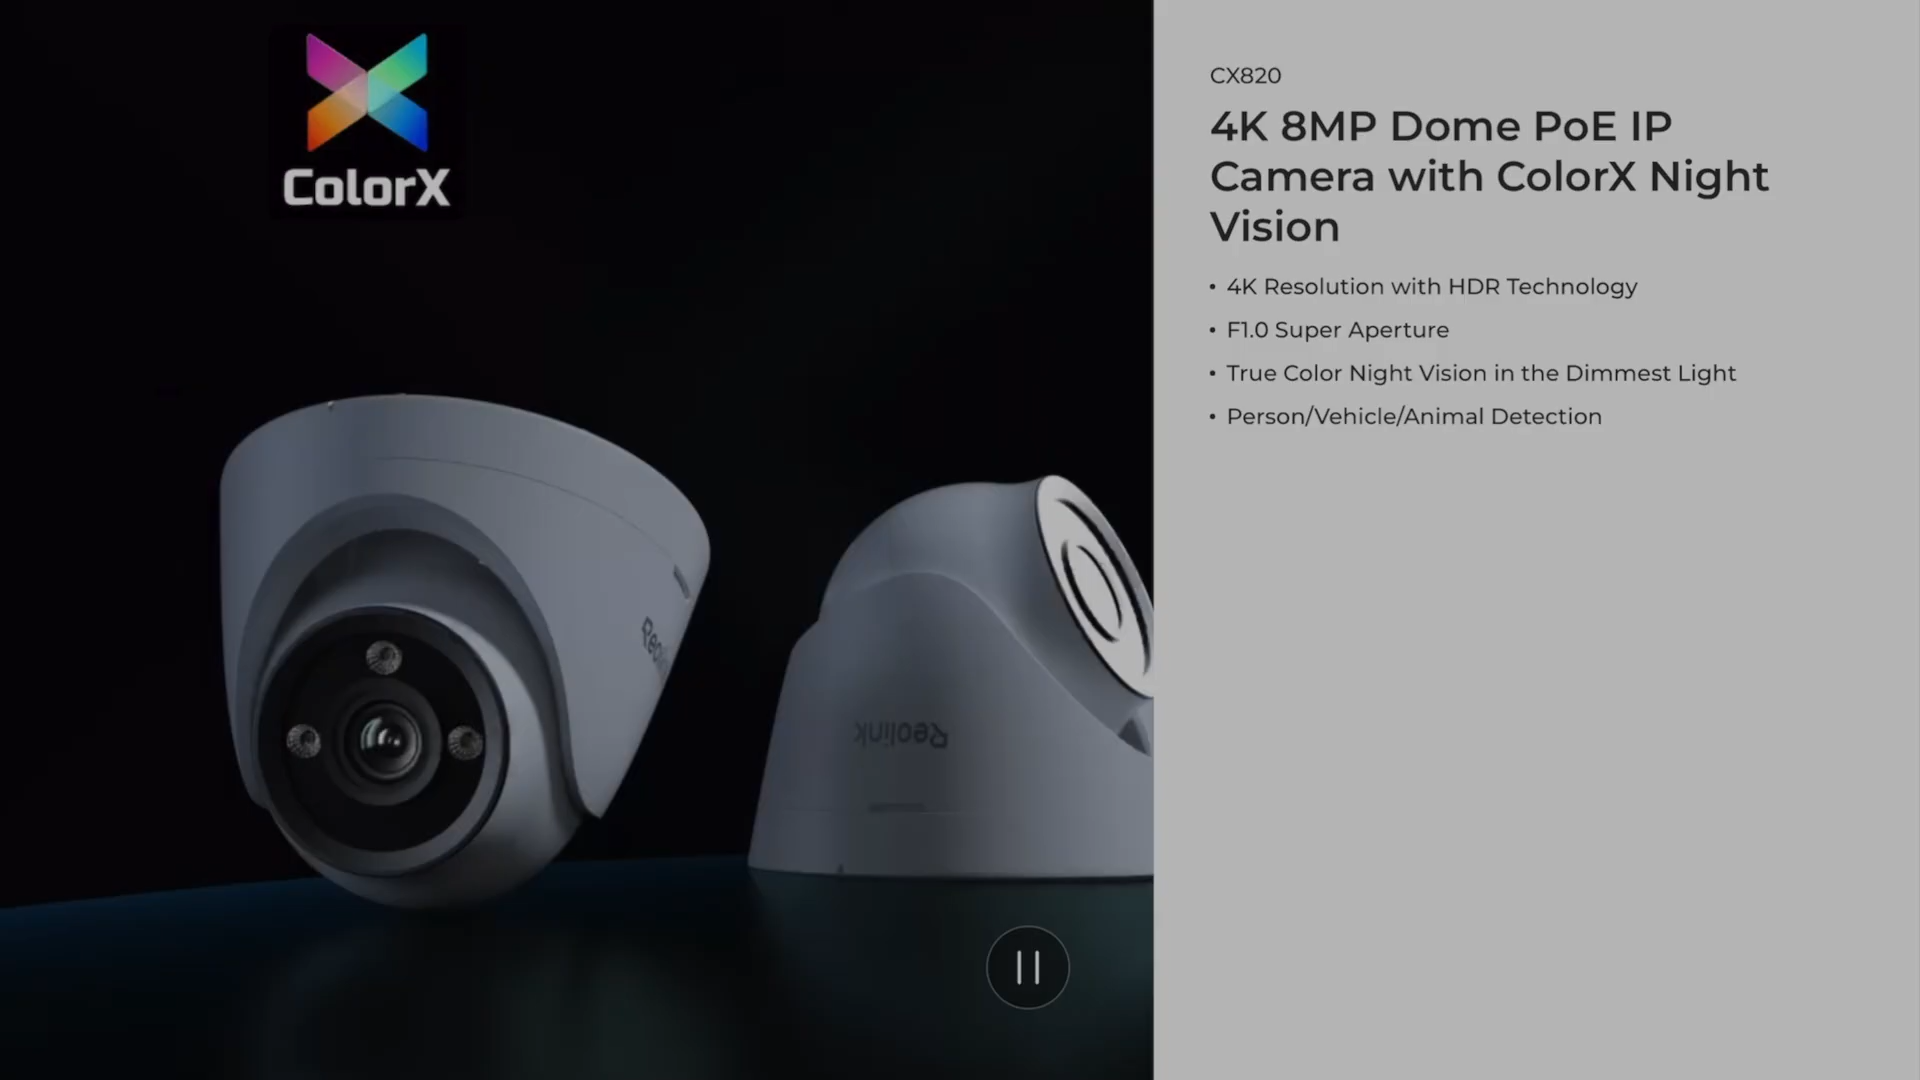 ColorX
CX820
4K 8MP Dome PoE IP
Camera with ColorX Night
Vision
• 4K Resolution with HDR Technology
• F1.0 Super Aperture
• True Color Night Vision in the Dimmest Light
• Person/Vehicle/Animal Detection
Reolink
Reolink